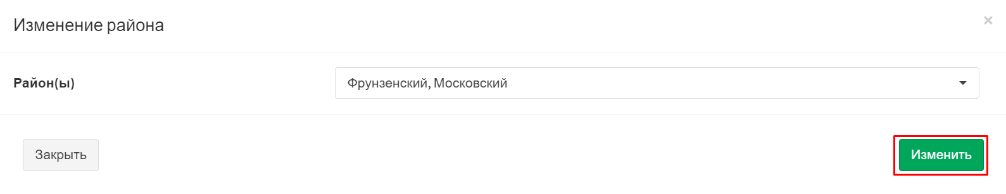 Изменение района
×
Район(ы)
Фрунзенский, Московский
Закрыть
Изменить